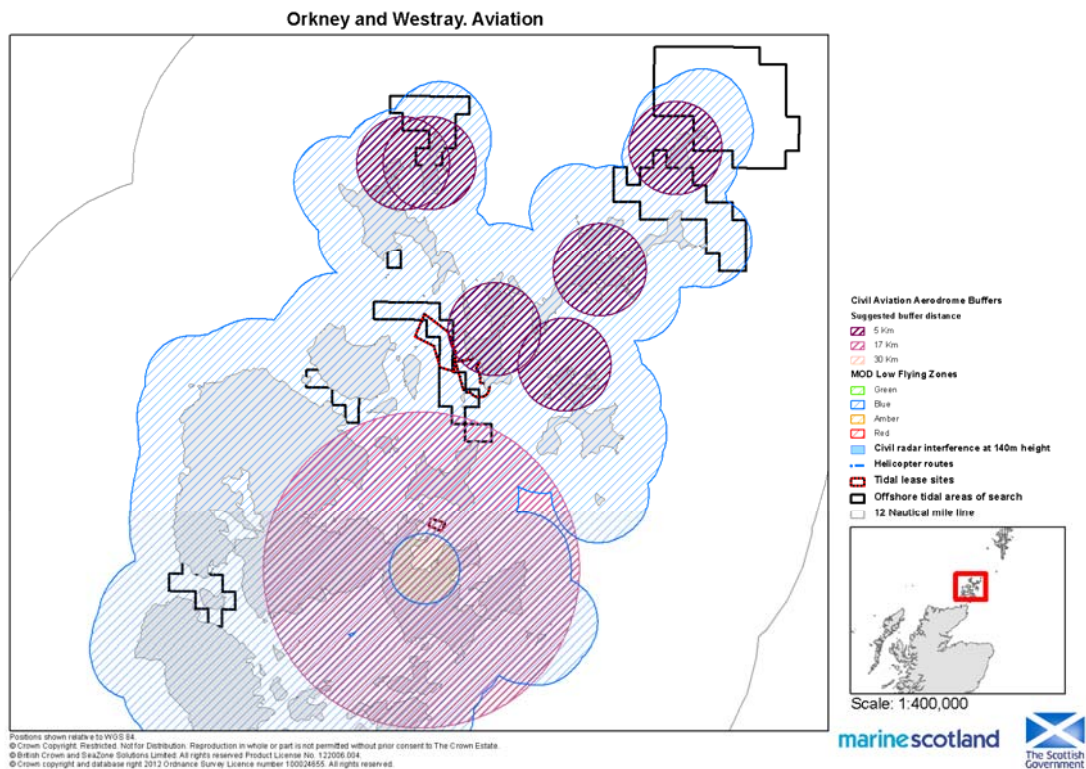 Orkney and Westray. Aviation
Civil Aviation Aerodrome Buffers
Suggested buffer distance
5 Km
17 Km
30 Km
MOD Low Flying Zones
Green
Blue
Amber
Red
Civil radar interference at 140m height
Helicopter routes
Tidal lease sites
Offshore tidal areas of search
12 Nautical mile line
Scale: 1:400,000
Positions shown relative to WGS 84.
© Crown Copyright. Restricted. Not for Distribution. Reproduction in whole or part is not permitted without prior consent to The Crown Estate.
© British Crown and SeaZone Solutions Limited. All rights reserved Product License No. 122006.004.
© Crown copyright and database right 2012 Ordnance Survey Licence number 100024655. All rights reserved.
marinescotland
The Scottish
Government